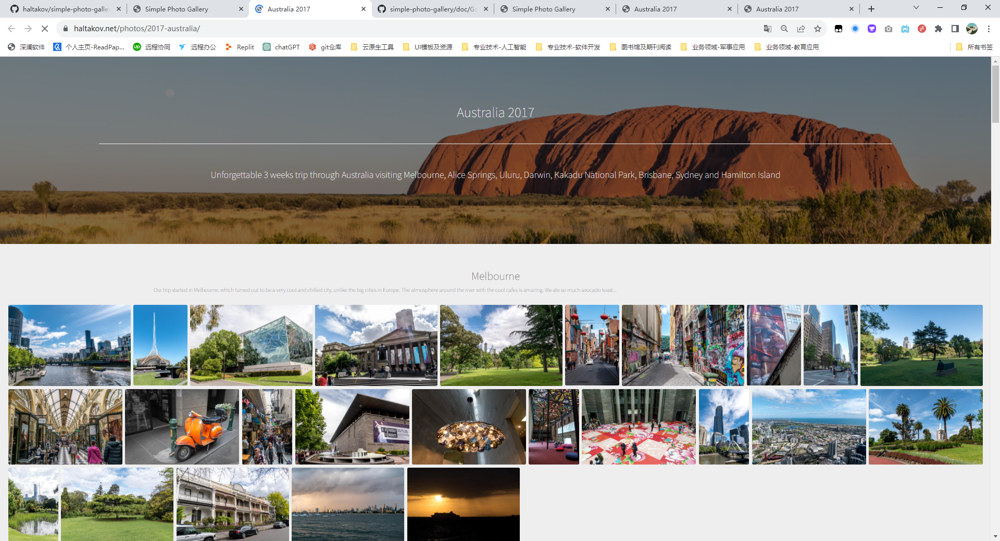 haltakov/simple-photo-galle
Simple Photo Gallery
Australia 2017
simple-photo-gallery/doc/Ga
Simple Photo Gallery
Australia 2017
Australia 2017
haltakov.net/photos/2017-australia/
深澜软件
个人主页-ReadPap...
远程协同
远程办公
Replit
chatGPT
git仓库
云原生工具
UI模板及资源
专业技术-人工智能
专业技术-软件开发
图书馆及期刊阅读
业务领域-军事应用
业务领域-教育应用
所有书签
Australia 2017
Unforgettable 3 weeks trip through Australia visiting Melbourne, Alice Springs, Uluru, Darwin, Kakadu National Park, Brisbane, Sydney and Hamilton Island
Melbourne
Our trip started in Melbourne, which turned out to be a very cool and chilled city, unlike the big cities in Europe. The atmosphere around the river with the cool cafes is amazing. We ate so much avocado toast...
FRIDAY
NIGHTS